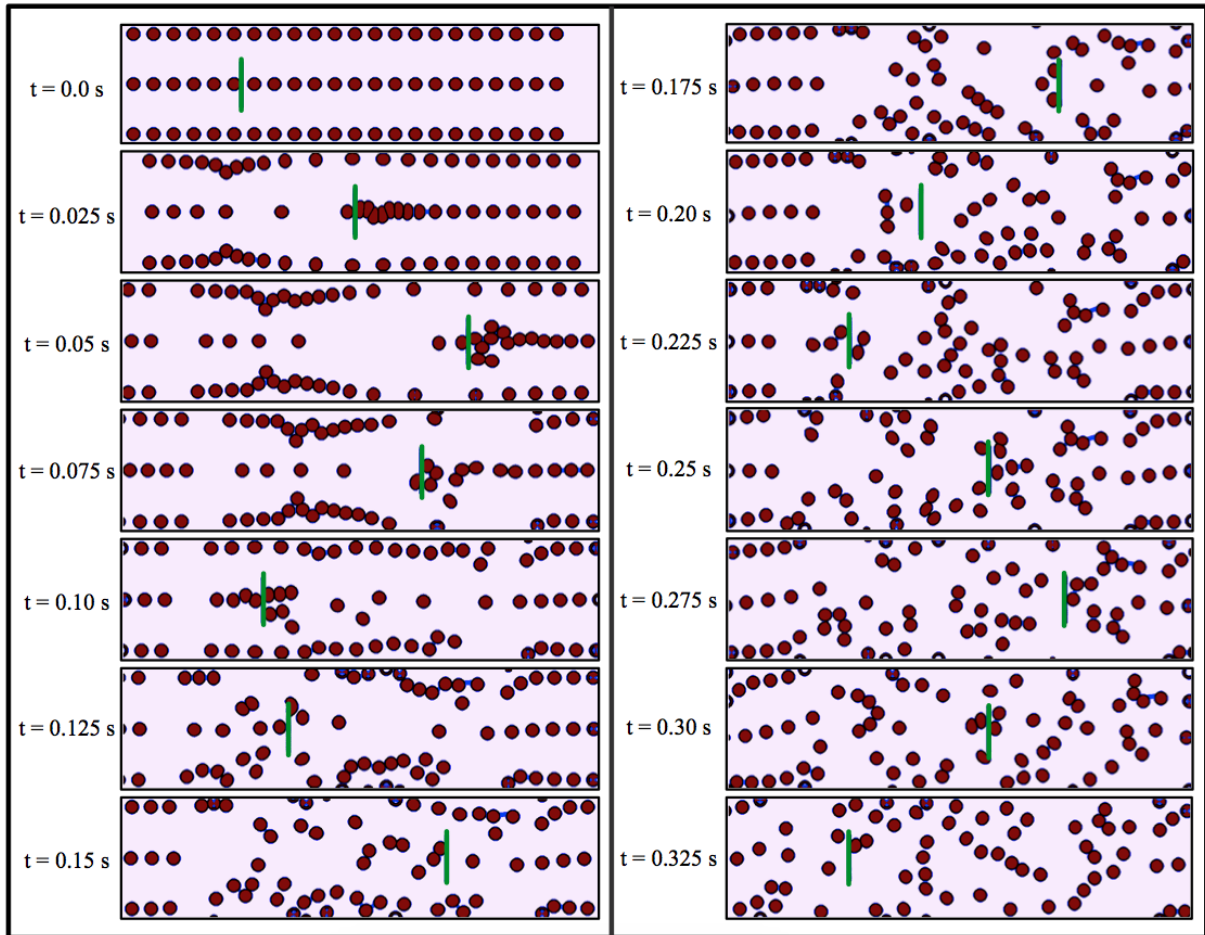 t = 0.0 s
t = 0.025 s
t = 0.05 s
t = 0.075 s
t = 0.10 s
t = 0.125 s
t = 0.15 s
t = 0.175 s
t = 0.20 s
t = 0.225 s
t = 0.25 s
t = 0.275 s
t = 0.30 s
t = 0.325 s